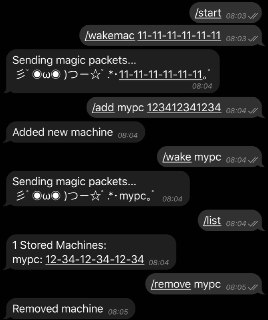 /start 08:03
/wakemac 11-11-11-11-11-11 08:03
Sending magic packets...
彡ﾟ ◉ω◉ )つー☆ﾟ.*･11-11-11-11-11-11｡ﾟ
08:04
/add mypc 123412341234 08:04
Added new machine 08:04
/wake mypc 08:04
Sending magic packets...
彡ﾟ ◉ω◉ )つー☆ﾟ.*･mypc｡ﾟ 08:04
/list 08:04
1 Stored Machines:
mypc: 12-34-12-34-12-34 08:04
/remove mypc 08:05
Removed machine 08:05